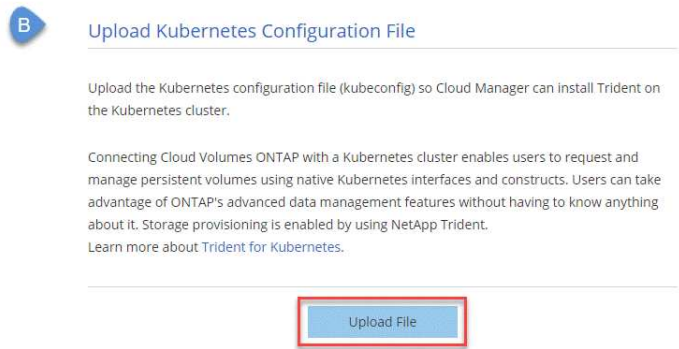 B
Upload Kubernetes Configuration File
Upload the Kubernetes configuration file (kubeconfig) so Cloud Manager can install Trident on
the Kubernetes cluster.
Connecting Cloud Volumes ONTAP with a Kubernetes cluster enables users to request and
manage persistent volumes using native Kubernetes interfaces and constructs. Users can take
advantage of ONTAP's advanced data management features without having to know anything
about it. Storage provisioning is enabled by using NetApp Trident.
Learn more about Trident for Kubernetes.
Upload File